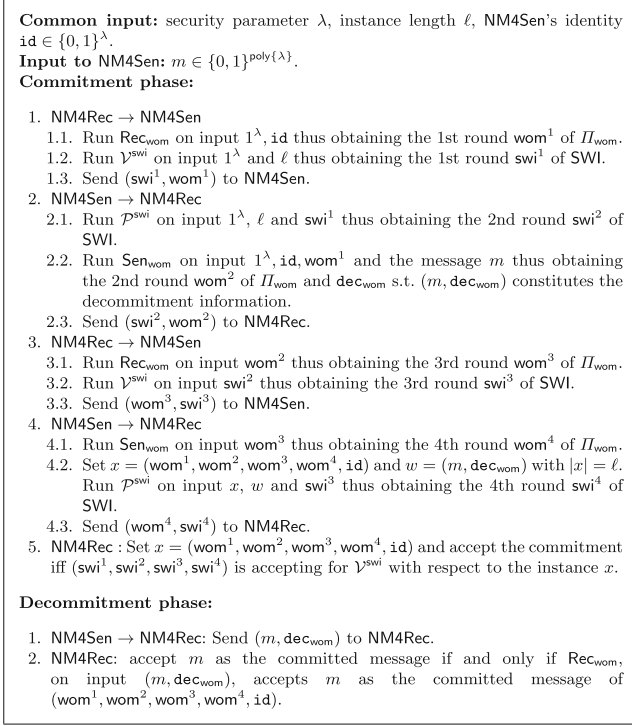 Common input: security parameter λ, instance length ℓ, NM4Sen's identity
id ∈ {0, 1}^λ.
Input to NM4Sen: m ∈ {0, 1}^poly{λ}.
Commitment phase:
1. NM4Rec → NM4Sen
1.1. Run Rec_wom on input 1^λ, id thus obtaining the 1st round wom^1 of Π_wom.
1.2. Run 𝒱^swi on input 1^λ and ℓ thus obtaining the 1st round swi^1 of SWI.
1.3. Send (swi^1, wom^1) to NM4Sen.
2. NM4Sen → NM4Rec
2.1. Run 𝒫^swi on input 1^λ, ℓ and swi^1 thus obtaining the 2nd round swi^2 of
SWI.
2.2. Run Sen_wom on input 1^λ, id, wom^1 and the message m thus obtaining
the 2nd round wom^2 of Π_wom and dec_wom s.t. (m, dec_wom) constitutes the
decommitment information.
2.3. Send (swi^2, wom^2) to NM4Rec.
3. NM4Rec → NM4Sen
3.1. Run Rec_wom on input wom^2 thus obtaining the 3rd round wom^3 of Π_wom.
3.2. Run 𝒱^swi on input swi^2 thus obtaining the 3rd round swi^3 of SWI.
3.3. Send (wom^3, swi^3) to NM4Sen.
4. NM4Sen → NM4Rec
4.1. Run Sen_wom on input wom^3 thus obtaining the 4th round wom^4 of Π_wom.
4.2. Set x = (wom^1, wom^2, wom^3, wom^4, id) and w = (m, dec_wom) with |x| = ℓ.
Run 𝒫^swi on input x, w and swi^3 thus obtaining the 4th round swi^4 of
SWI.
4.3. Send (wom^4, swi^4) to NM4Rec.
5. NM4Rec : Set x = (wom^1, wom^2, wom^3, wom^4, id) and accept the commitment
iff (swi^1, swi^2, swi^3, swi^4) is accepting for 𝒱^swi with respect to the instance x.
Decommitment phase:
1. NM4Sen → NM4Rec: Send (m, dec_wom) to NM4Rec.
2. NM4Rec: accept m as the committed message if and only if Rec_wom,
on input (m, dec_wom), accepts m as the committed message of
(wom^1, wom^2, wom^3, wom^4, id).